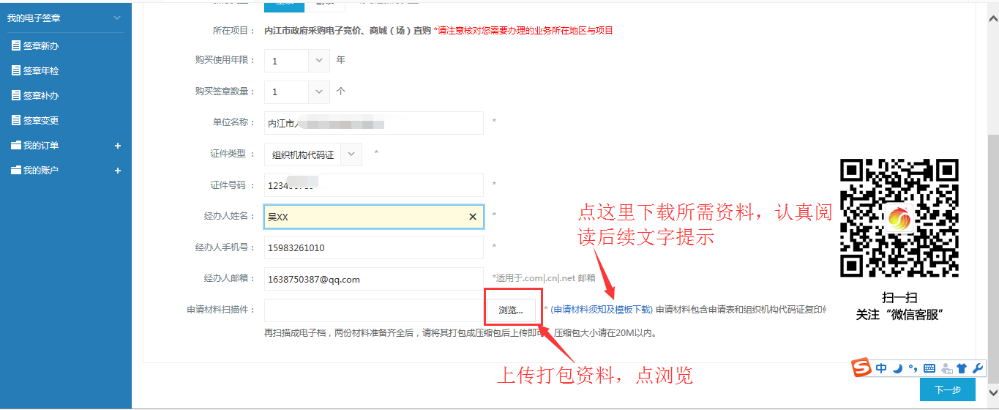 我的电子签章
签章新办
签章年检
签章补办
签章变更
我的订单
我的账户
所在项目： 内江市政府采购电子竞价、商城（场）直购 *请注意核对您需要办理的业务所在地区与项目
购买使用年限： 1 年
购买签章数量： 1 个
单位名称： 内江市 *
证件类型 ： 组织机构代码证 *
证件号码 ： 123 *
经办人姓名： 吴XX *
经办人手机号： 15983261010 *
经办人邮箱： 1638750387@qq.com *适用于.com|.cn|.net 邮箱
申请材料扫描件： 浏览... * (申请材料须知及模板下载) 申请材料包含申请表和组织机构代码证复印
再扫描成电子档，两份材料准备齐全后，请将其打包成压缩包后上传即可，压缩包大小请在20M以内。
点这里下载所需资料，认真阅
读后续文字提示
上传打包资料，点浏览
扫一扫
关注“微信客服”
中
下一步